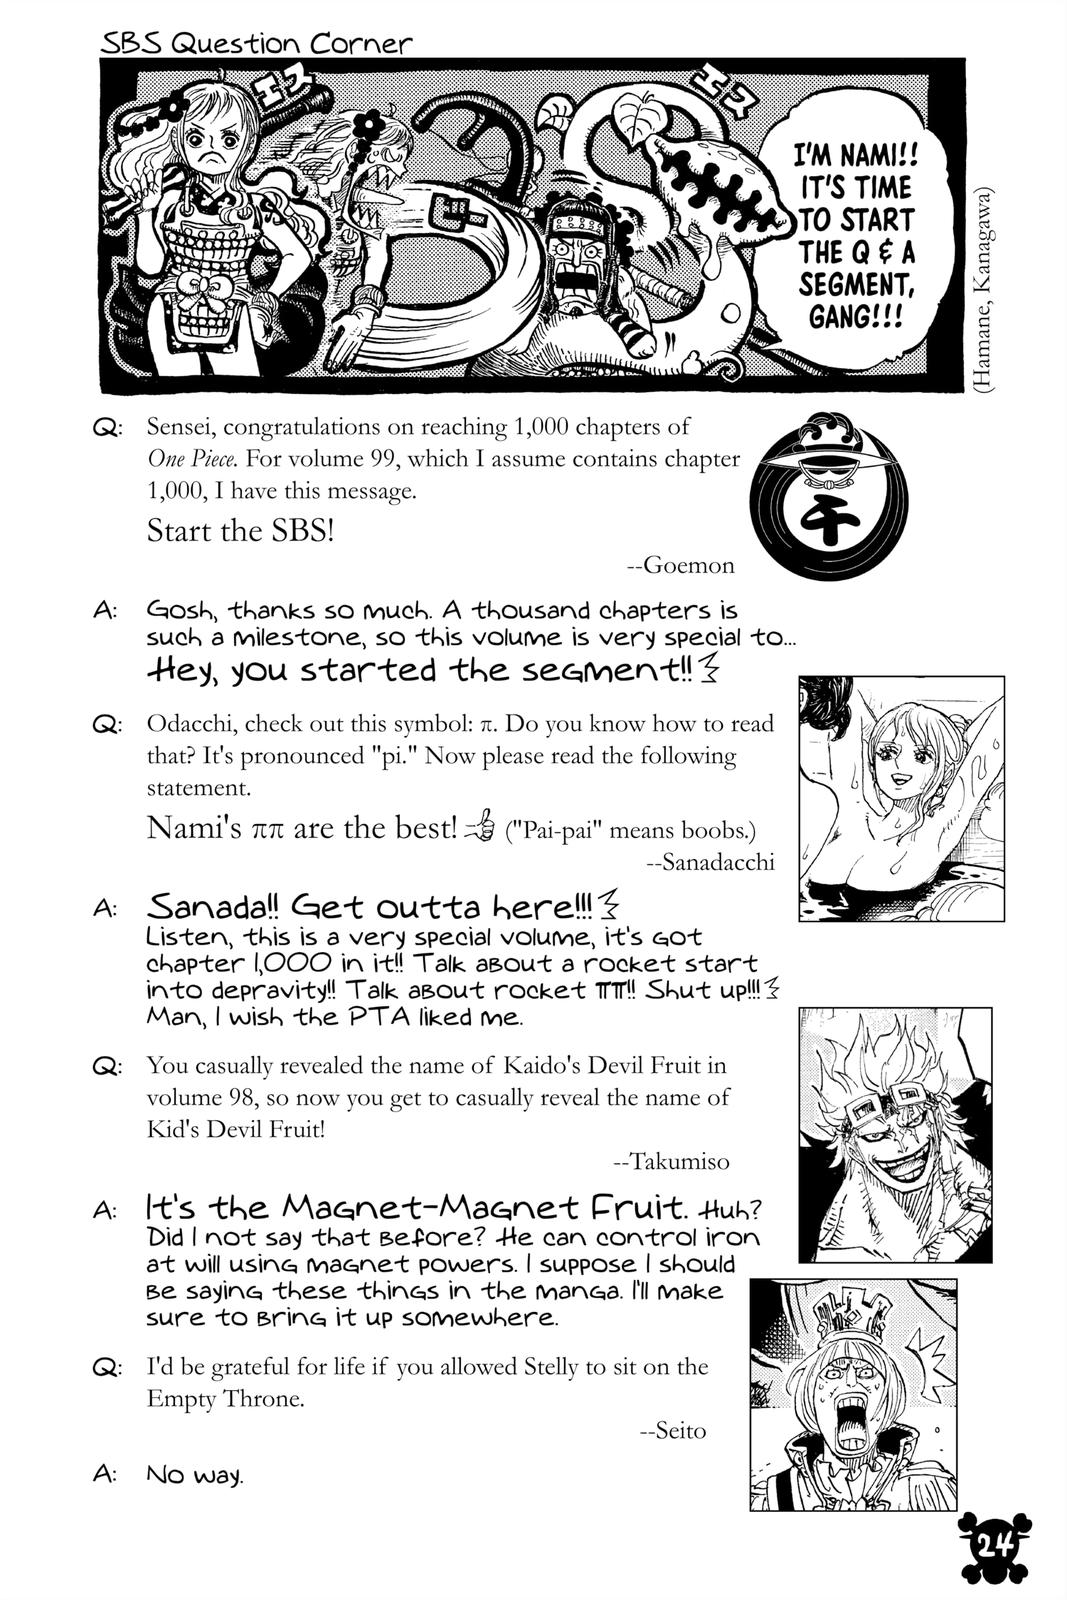 SBS Question Corner
エス
エス
I'M NAMI!!
IT'S TIME
TO START
THE Q & A
SEGMENT,
GANG!!!
(Hamane, Kanagawa)
Q: Sensei, congratulations on reaching 1,000 chapters of
One Piece. For volume 99, which I assume contains chapter
1,000, I have this message.
Start the SBS!
--Goemon
千
A: Gosh, thanks so much. A thousand chapters is
such a milestone, so this volume is very special to...
Hey, you started the segment!!
Q: Odacchi, check out this symbol: π. Do you know how to read
that? It's pronounced "pi." Now please read the following
statement.
Nami's ππ are the best! ("Pai-pai" means boobs.)
--Sanadacchi
A: Sanada!! Get outta here!!!
Listen, this is a very special volume, it's got
chapter 1,000 in it!! Talk about a rocket start
into depravity!! Talk about rocket ππ!! Shut up!!!
Man, I wish the PTA liked me.
Q: You casually revealed the name of Kaido's Devil Fruit in
volume 98, so now you get to casually reveal the name of
Kid's Devil Fruit!
--Takumiso
A: It's the Magnet-Magnet Fruit. Huh?
Did I not say that before? He can control iron
at will using magnet powers. I suppose I should
be saying these things in the manga. I'll make
sure to bring it up somewhere.
Q: I'd be grateful for life if you allowed Stelly to sit on the
Empty Throne.
--Seito
A: No way.
24